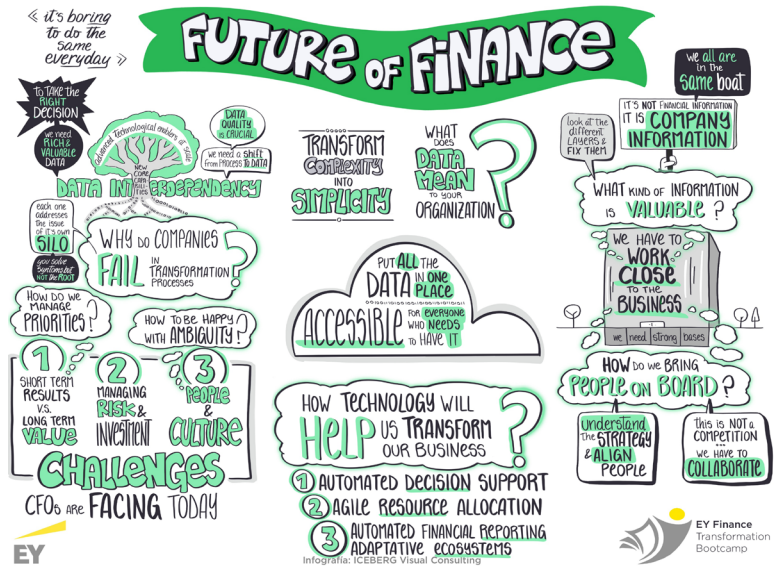 « it's boring
to do the
same
everyday »
FUTURE OF FINANCE
we all are
in the
same boat
TO TAKE the
RIGHT
DECISION
we need
RICH &
VALUABLE
DATA
Advanced Technological enablers @ scale
NEW
CORE
CAPA
BILI-
TIES
DATA INTERDEPENDENCY
DATA
QUALITY
is CRUCIAL
We need a shift
from PROCESS TO DATA
TRANSFORM
COMPLEXITY
INTO
SIMPLICITY
WHAT
DOES
DATA
MEAN
TO YOUR
ORGANIZATION
?
IT'S NOT FINANCIAL INFORMATION
IT IS COMPANY
INFORMATION
look at the
different
LAYERS &
FIX THEM
WHAT KIND OF INFORMATION
IS VALUABLE ?
each one
addresses
the issue
of it's own
SILO
you solve
symtoms but
NOT the ROOT
WHY DO COMPANIES
FAIL IN
TRANSFORMATION
PROCESSES
?
WE HAVE TO
WORK
CLOSE
TO THE
BUSINESS
we need strong bases
PUT ALL THE
DATA IN ONE
PLACE
ACCESSIBLE FOR EVERYONE
WHO NEEDS
TO HAVE IT
HOW DO WE
MANAGE
PRIORITIES?
HOW TO BE HAPPY
WITH AMBIGUITY?
1
SHORT TERM
RESULTS
V.S.
LONG TERM
VALUE
2
MANAGING
RISK &
INVESTMENT
3
PEOPLE
&
CULTURE
CHALLENGES
CFOs ARE FACING TODAY
HOW DO WE BRING
PEOPLE ON BOARD?
understand
the STRATEGY
& ALIGN
PEOPLE
this is NOT a
COMPETITION
...
WE HAVE TO
COLLABORATE
HOW TECHNOLOGY WILL
HELP US TRANSFORM
OUR BUSINESS
?
1 AUTOMATED DECISION SUPPORT
2 AGILE RESOURCE ALLOCATION
3 AUTOMATED FINANCIAL REPORTING
ADAPTATIVE ECOSYSTEMS
Infografía: ICEBERG Visual Consulting
EY
EY Finance
Transformation
Bootcamp